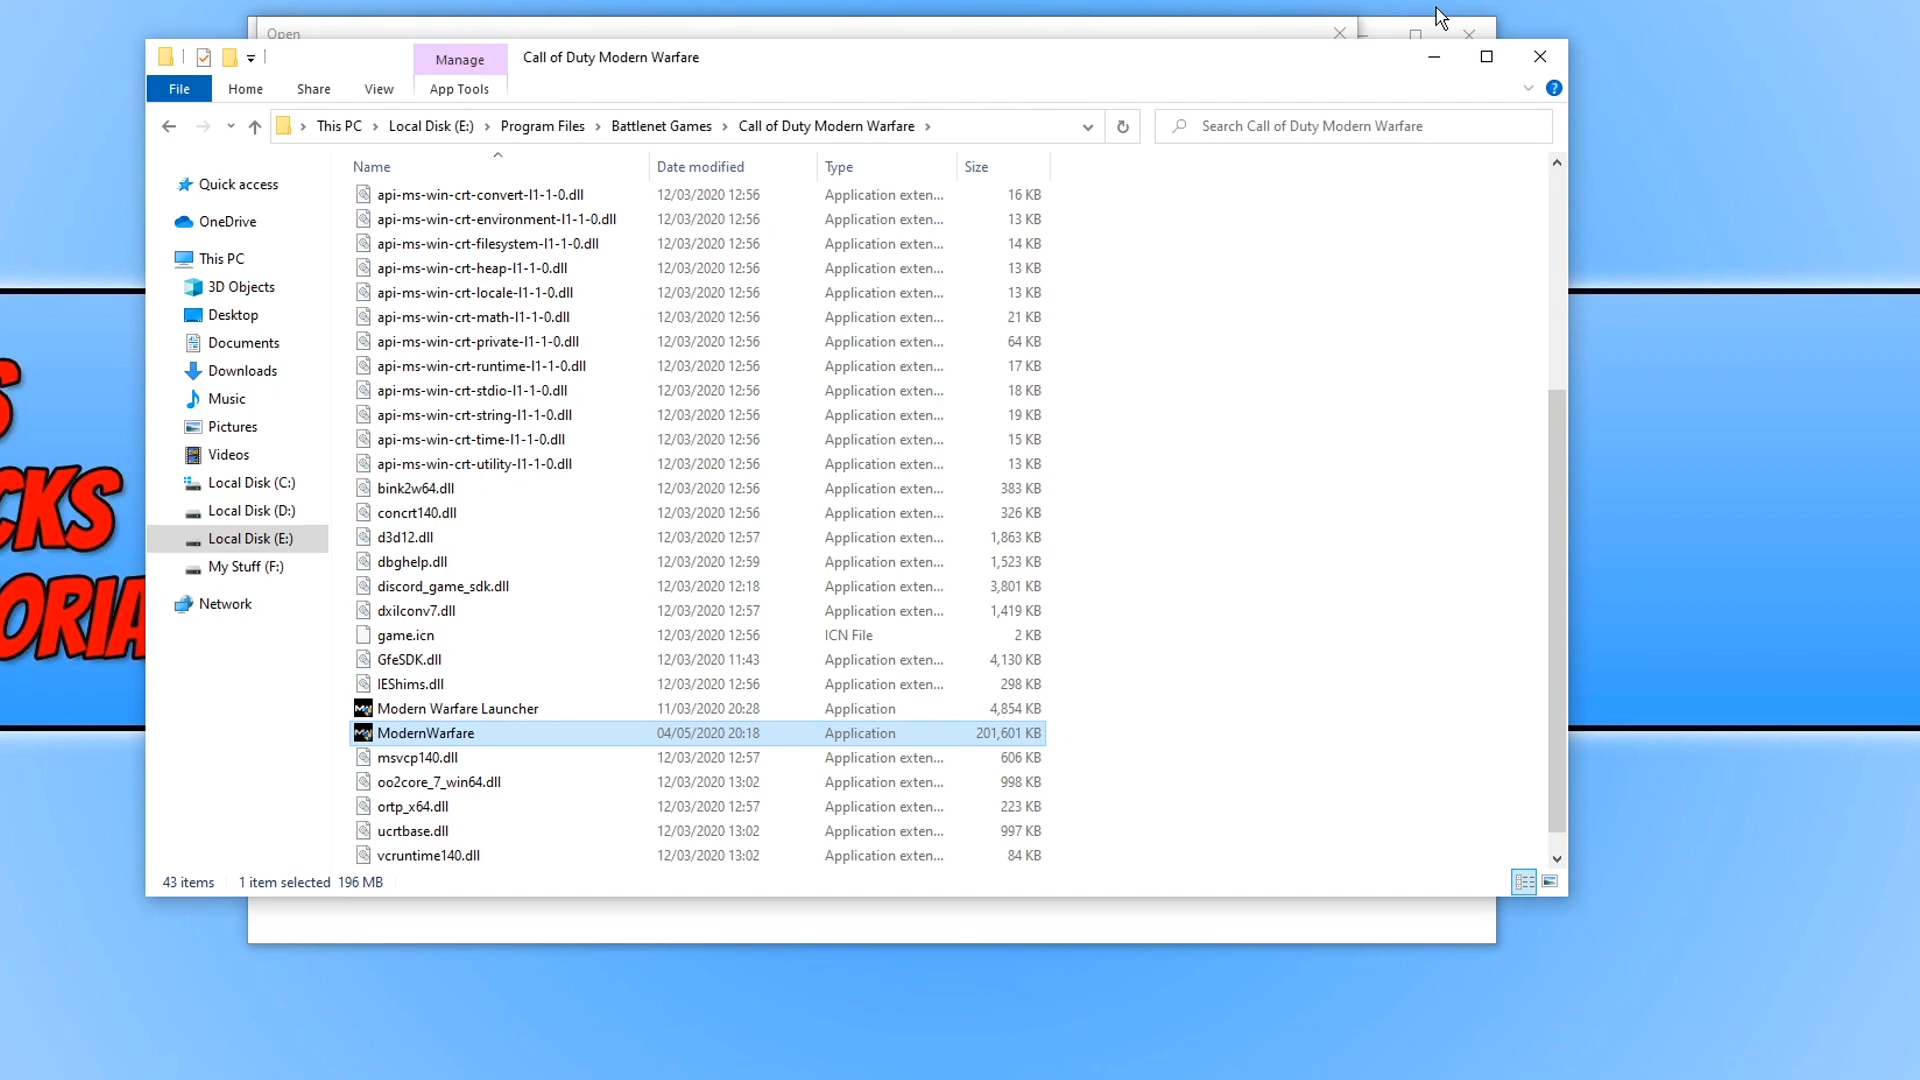 Open
Manage
Call of Duty Modern Warfare
File
Home
Share
View
App Tools
This PC > Local Disk (E:) > Program Files > Battlenet Games > Call of Duty Modern Warfare >
Search Call of Duty Modern Warfare
Name
Date modified
Type
Size
Quick access
OneDrive
This PC
3D Objects
Desktop
Documents
Downloads
Music
Pictures
Videos
Local Disk (C:)
Local Disk (D:)
Local Disk (E:)
My Stuff (F:)
Network
api-ms-win-crt-convert-l1-1-0.dll 12/03/2020 12:56 Application exten... 16 KB
api-ms-win-crt-environment-l1-1-0.dll 12/03/2020 12:56 Application exten... 13 KB
api-ms-win-crt-filesystem-l1-1-0.dll 12/03/2020 12:56 Application exten... 14 KB
api-ms-win-crt-heap-l1-1-0.dll 12/03/2020 12:56 Application exten... 13 KB
api-ms-win-crt-locale-l1-1-0.dll 12/03/2020 12:56 Application exten... 13 KB
api-ms-win-crt-math-l1-1-0.dll 12/03/2020 12:56 Application exten... 21 KB
api-ms-win-crt-private-l1-1-0.dll 12/03/2020 12:56 Application exten... 64 KB
api-ms-win-crt-runtime-l1-1-0.dll 12/03/2020 12:56 Application exten... 17 KB
api-ms-win-crt-stdio-l1-1-0.dll 12/03/2020 12:56 Application exten... 18 KB
api-ms-win-crt-string-l1-1-0.dll 12/03/2020 12:56 Application exten... 19 KB
api-ms-win-crt-time-l1-1-0.dll 12/03/2020 12:56 Application exten... 15 KB
api-ms-win-crt-utility-l1-1-0.dll 12/03/2020 12:56 Application exten... 13 KB
bink2w64.dll 12/03/2020 12:56 Application exten... 383 KB
concrt140.dll 12/03/2020 12:56 Application exten... 326 KB
d3d12.dll 12/03/2020 12:57 Application exten... 1,863 KB
dbghelp.dll 12/03/2020 12:59 Application exten... 1,523 KB
discord_game_sdk.dll 12/03/2020 12:18 Application exten... 3,801 KB
dxilconv7.dll 12/03/2020 12:57 Application exten... 1,419 KB
game.icn 12/03/2020 12:56 ICN File 2 KB
GfeSDK.dll 12/03/2020 11:43 Application exten... 4,130 KB
IEShims.dll 12/03/2020 12:56 Application exten... 298 KB
Modern Warfare Launcher 11/03/2020 20:28 Application 4,854 KB
ModernWarfare 04/05/2020 20:18 Application 201,601 KB
msvcp140.dll 12/03/2020 12:57 Application exten... 606 KB
oo2core_7_win64.dll 12/03/2020 13:02 Application exten... 998 KB
ortp_x64.dll 12/03/2020 12:57 Application exten... 223 KB
ucrtbase.dll 12/03/2020 13:02 Application exten... 997 KB
vcruntime140.dll 12/03/2020 13:02 Application exten... 84 KB
43 items
1 item selected 196 MB
S
CKS
ORIA